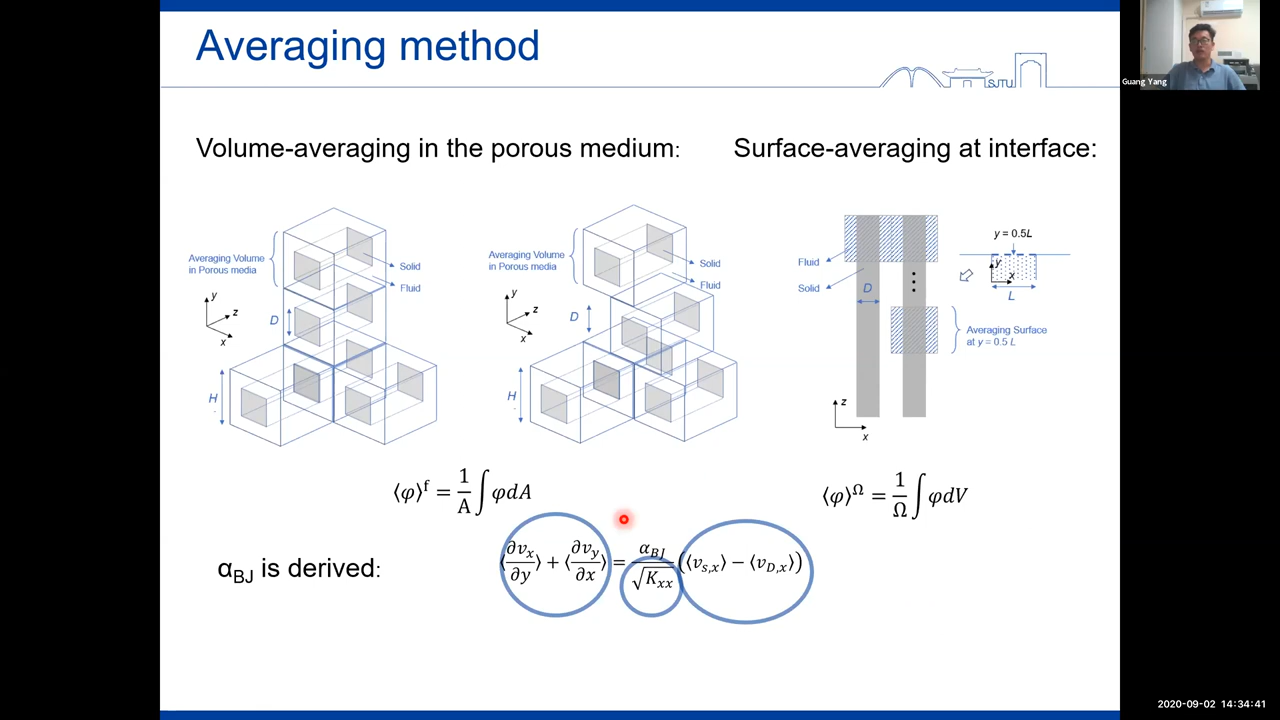 Averaging method
SJTU
Guang Yang
Volume-averaging in the porous medium:
Surface-averaging at interface:
Averaging Volume
in Porous media
Solid
Fluid
y
z
x
D
H
Averaging Volume
in Porous media
Solid
Fluid
y
z
x
D
H
Fluid
Solid
D
y = 0.5L
y
x
L
Averaging Surface
at y = 0.5 L
z
x
⟨φ⟩ᶠ = 1/A ∫ φdA
⟨φ⟩^Ω = 1/Ω ∫ φdV
α_BJ is derived:
⟨∂v_x/∂y⟩ + ⟨∂v_y/∂x⟩ = α_BJ/√K_xx (⟨v_s,x⟩ − ⟨v_D,x⟩)
2020-09-02 14:34:41